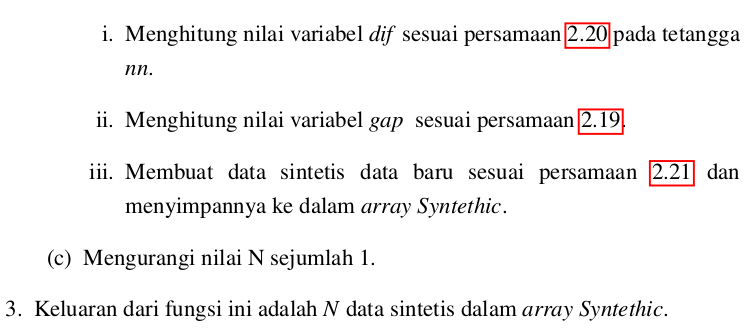 i. Menghitung nilai variabel dif sesuai persamaan 2.20 pada tetangga
nn.
ii. Menghitung nilai variabel gap sesuai persamaan 2.19.
iii. Membuat data sintetis data baru sesuai persamaan 2.21 dan
menyimpannya ke dalam array Syntethic.
(c) Mengurangi nilai N sejumlah 1.
3. Keluaran dari fungsi ini adalah N data sintetis dalam array Syntethic.